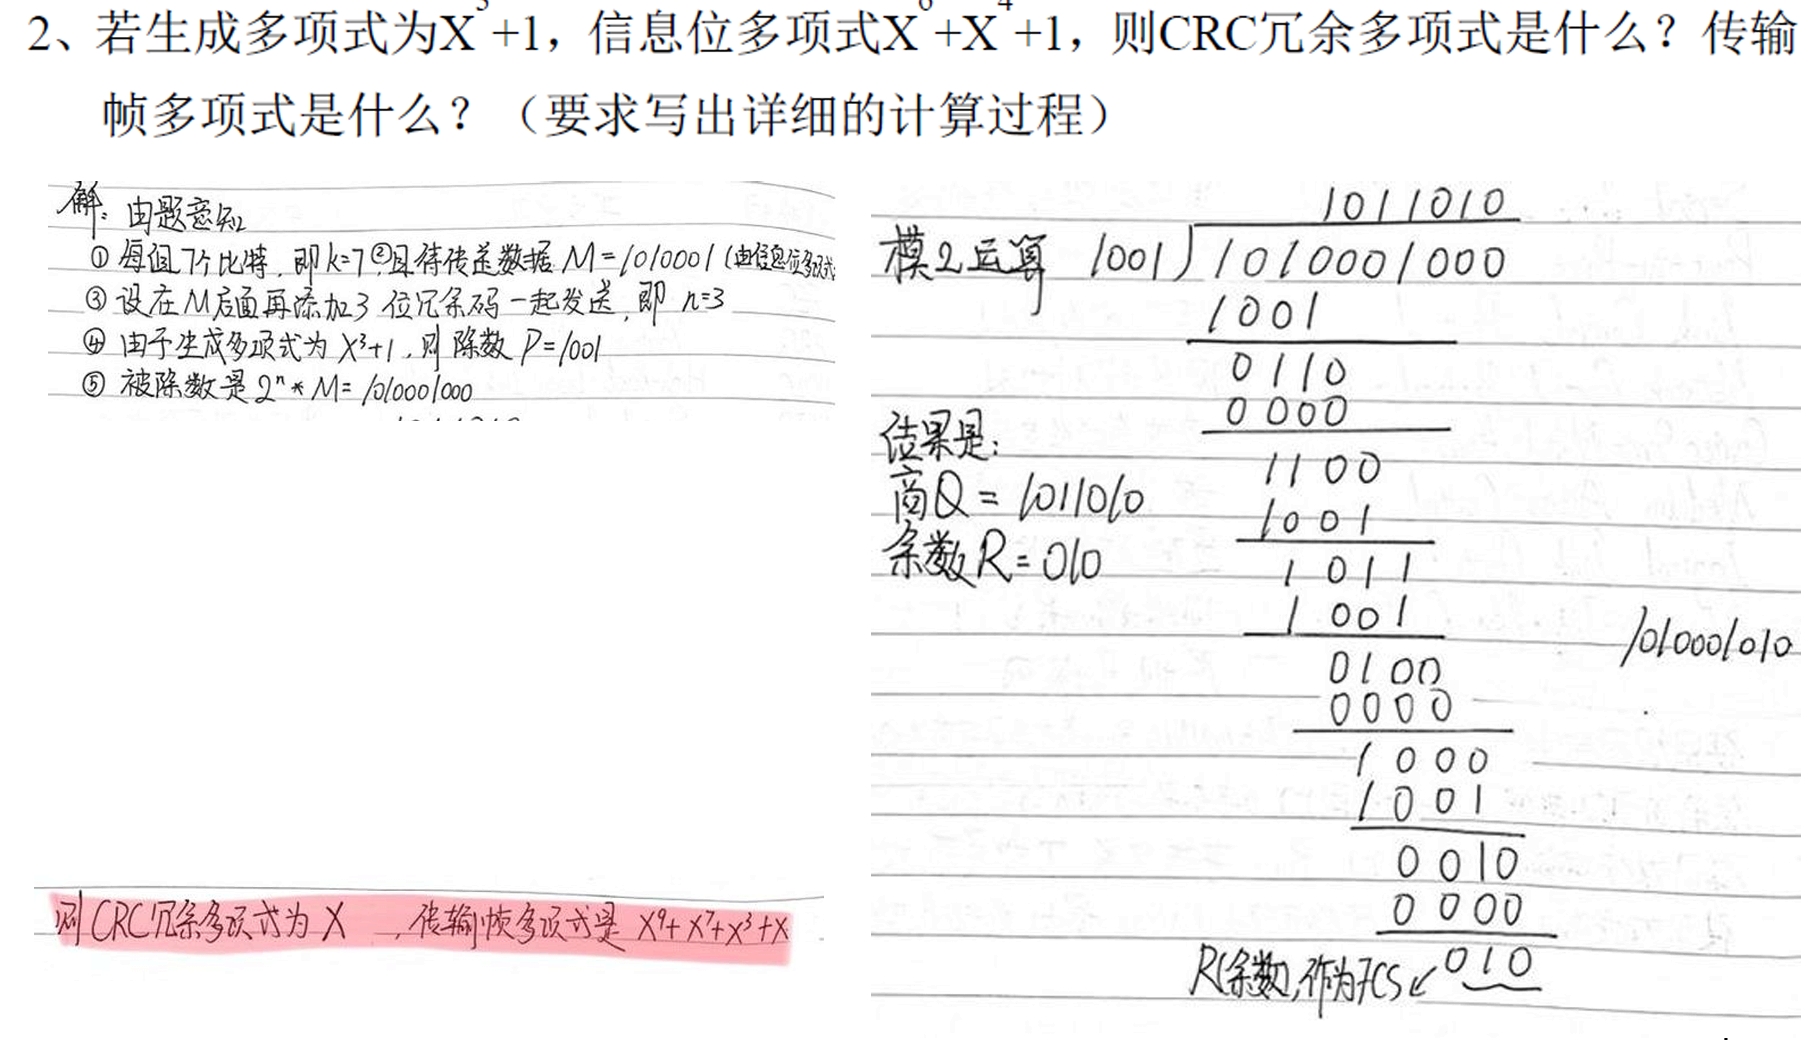 2、若生成多项式为X³+1，信息位多项式X⁶+X⁴+1，则CRC冗余多项式是什么？传输
帧多项式是什么？（要求写出详细的计算过程）
解：由题意知
① 每组7个比特，即k=7 ②且待传送数据 M=1010001 (由信息位多项式
③ 设在M后面再添加3位冗余码一起发送，即 n=3
④ 由于生成多项式为 X³+1，则 除数 P=1001
⑤ 被除数是 2ⁿ * M= 1010001000
则 CRC冗余多项式为 X ，传输帧多项式是 X⁹+X⁷+X³+X
1011010
模2运算 1001 ) 1010001000
1001
0110
0000
1100
1001
1011
1001
0100
0000
1000
1001
0010
0000
010
R(余数)，作为FCS ↙
结果是：
商Q = 1011010
余数R = 010
1010001010